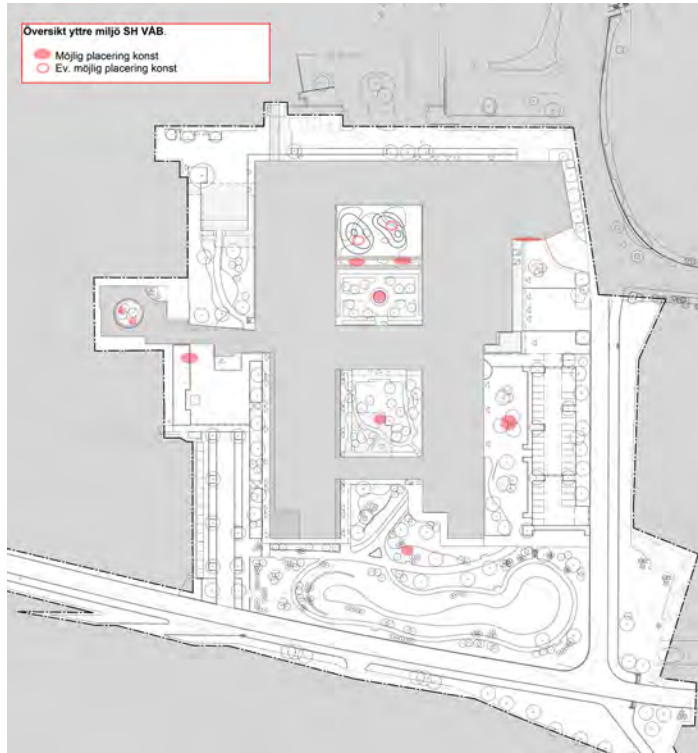 Översikt yttre miljö SH VÄB.
Möjlig placering konst
Ev. möjlig placering konst